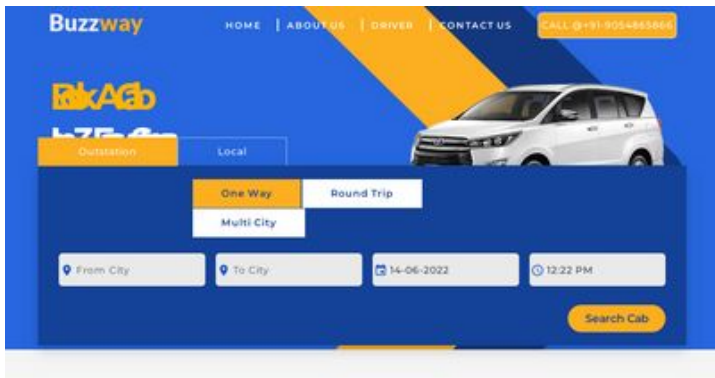 Buzzway
HOME | ABOUT US | DRIVER | CONTACT US
CALL @+91-9054865866
Outstation
Local
One Way
Round Trip
Multi City
From City
To City
14-06-2022
12:22 PM
Search Cab